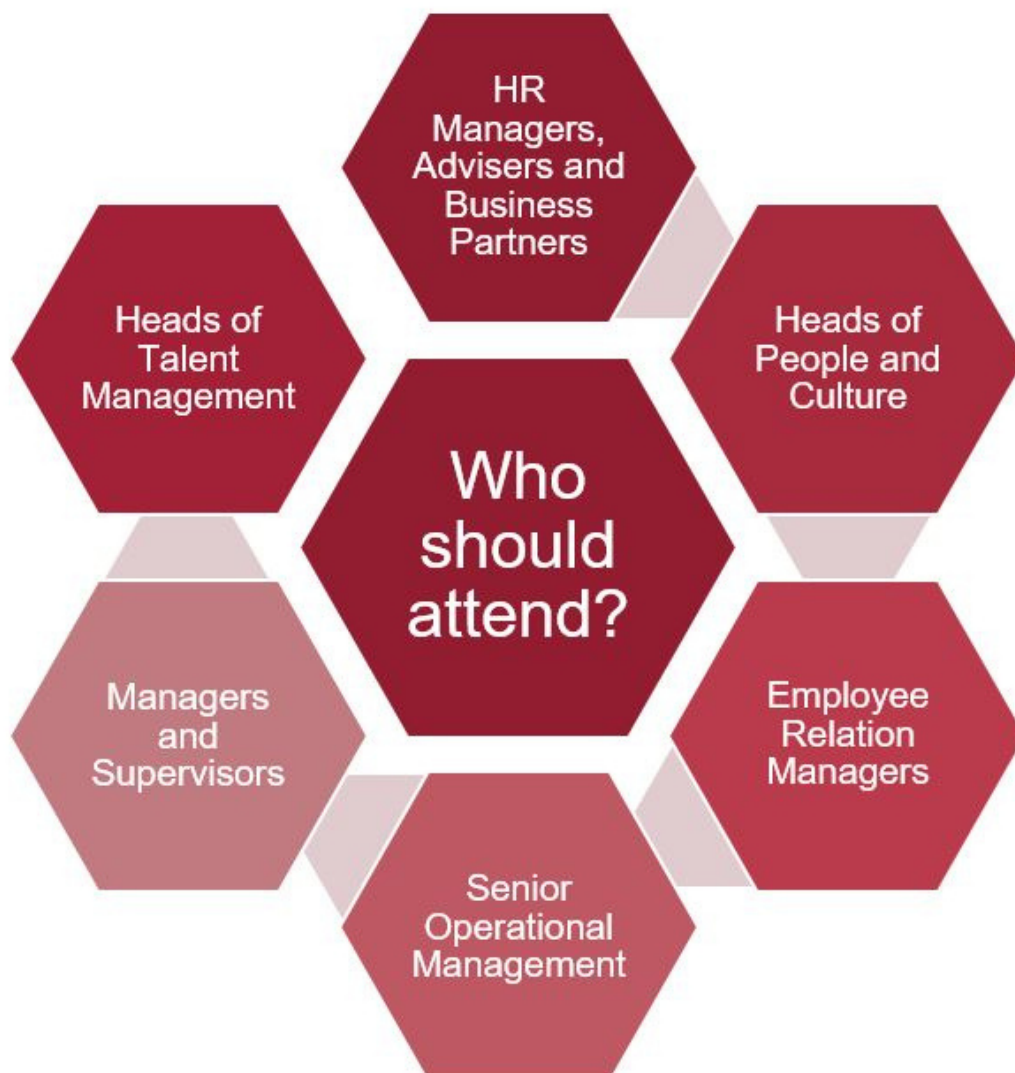 HR
Managers,
Advisers and
Business
Partners
Heads of
People and
Culture
Employee
Relation
Managers
Senior
Operational
Management
Managers
and
Supervisors
Heads of
Talent
Management
Who
should
attend?